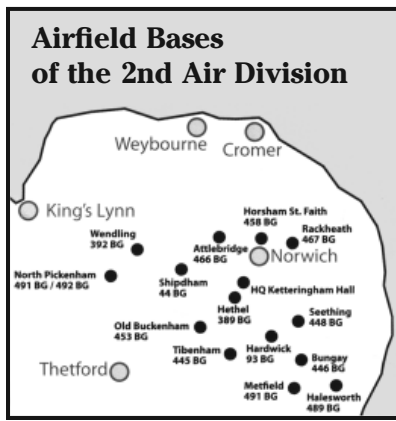 Airfield Bases
of the 2nd Air Division
Weybourne
Cromer
King's Lynn
Horsham St. Faith
458 BG
Rackheath
467 BG
Wendling
392 BG
Attlebridge
466 BG
Norwich
North Pickenham
491 BG / 492 BG
Shipdham
44 BG
HQ Ketteringham Hall
Hethel
389 BG
Seething
448 BG
Old Buckenham
453 BG
Tibenham
445 BG
Hardwick
93 BG
Bungay
446 BG
Thetford
Metfield
491 BG
Halesworth
489 BG